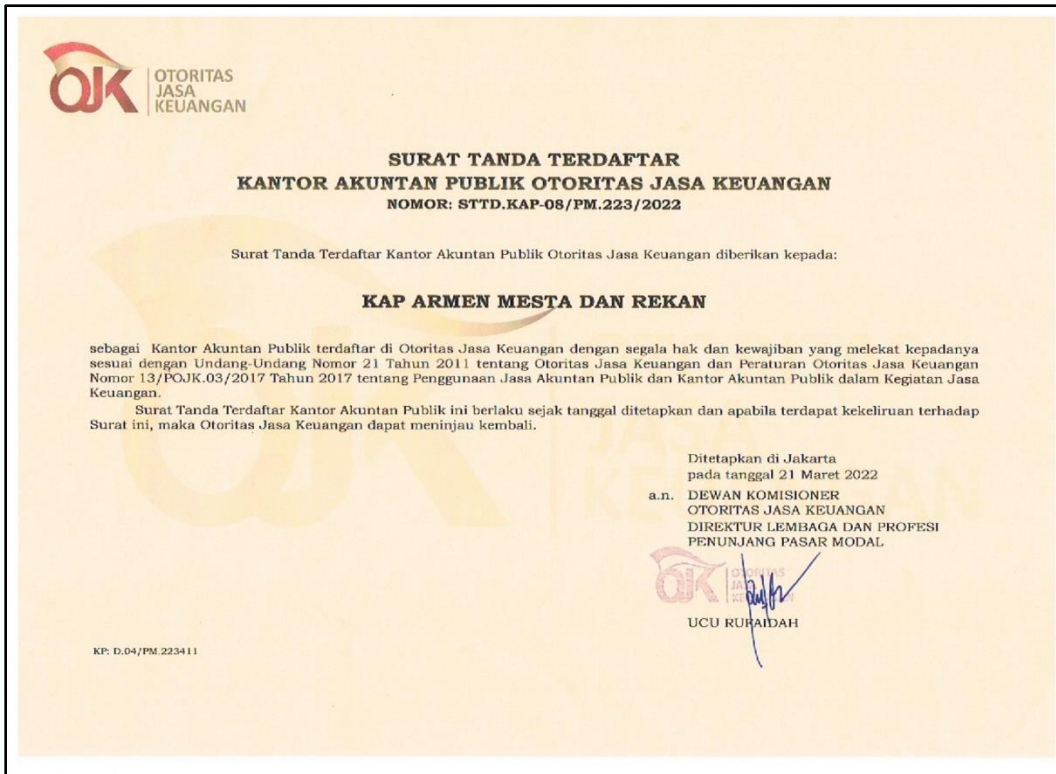 OJK OTORITAS
JASA
KEUANGAN
SURAT TANDA TERDAFTAR
KANTOR AKUNTAN PUBLIK OTORITAS JASA KEUANGAN
NOMOR: STTD.KAP-08/PM.223/2022
Surat Tanda Terdaftar Kantor Akuntan Publik Otoritas Jasa Keuangan diberikan kepada:
KAP ARMEN MESTA DAN REKAN
sebagai Kantor Akuntan Publik terdaftar di Otoritas Jasa Keuangan dengan segala hak dan kewajiban yang melekat kepadanya
sesuai dengan Undang-Undang Nomor 21 Tahun 2011 tentang Otoritas Jasa Keuangan dan Peraturan Otoritas Jasa Keuangan
Nomor 13/POJK.03/2017 Tahun 2017 tentang Penggunaan Jasa Akuntan Publik dan Kantor Akuntan Publik dalam Kegiatan Jasa
Keuangan.
Surat Tanda Terdaftar Kantor Akuntan Publik ini berlaku sejak tanggal ditetapkan dan apabila terdapat kekeliruan terhadap
Surat ini, maka Otoritas Jasa Keuangan dapat meninjau kembali.
Ditetapkan di Jakarta
pada tanggal 21 Maret 2022
a.n. DEWAN KOMISIONER
OTORITAS JASA KEUANGAN
DIREKTUR LEMBAGA DAN PROFESI
PENUNJANG PASAR MODAL
OJK
UCU RUFAIDAH
KP: D.04/PM.223411